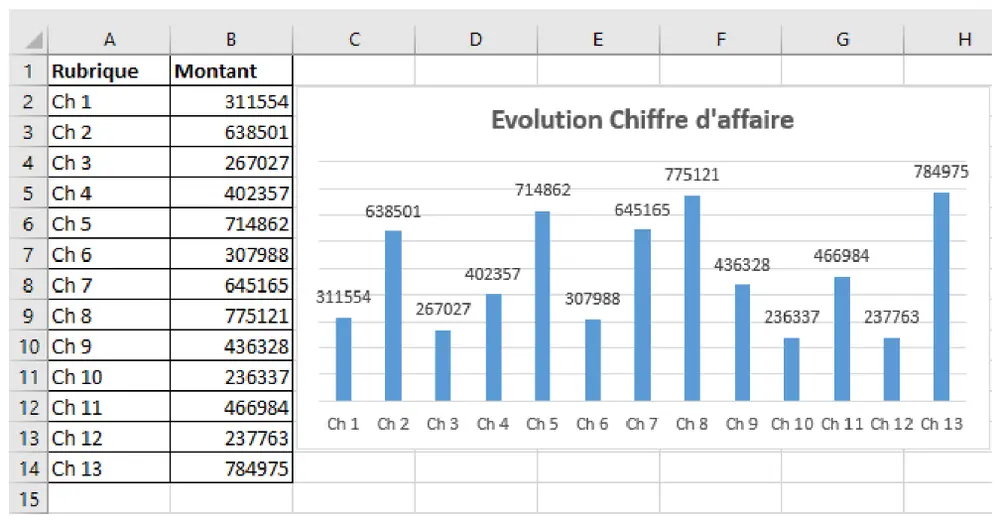 A B C D E F G H
1 Rubrique Montant
2 Ch 1 311554
3 Ch 2 638501
4 Ch 3 267027
5 Ch 4 402357
6 Ch 5 714862
7 Ch 6 307988
8 Ch 7 645165
9 Ch 8 775121
10 Ch 9 436328
11 Ch 10 236337
12 Ch 11 466984
13 Ch 12 237763
14 Ch 13 784975
15
Evolution Chiffre d'affaire
311554 638501 267027 402357 714862 307988 645165 775121 436328 236337 466984 237763 784975
Ch 1 Ch 2 Ch 3 Ch 4 Ch 5 Ch 6 Ch 7 Ch 8 Ch 9 Ch 10 Ch 11 Ch 12 Ch 13